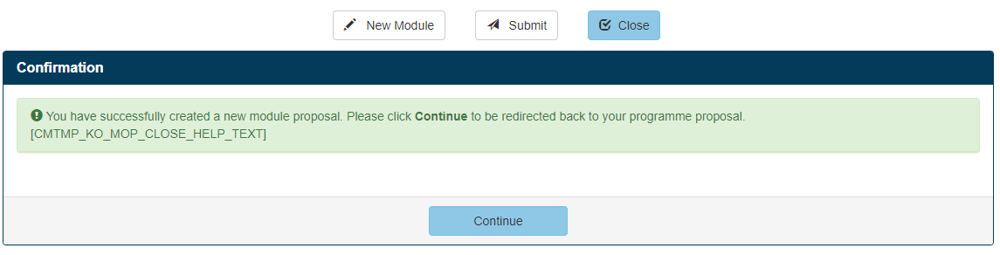 New Module Submit Close
Confirmation
You have successfully created a new module proposal. Please click Continue to be redirected back to your programme proposal.
[CMTMP_KO_MOP_CLOSE_HELP_TEXT]
Continue